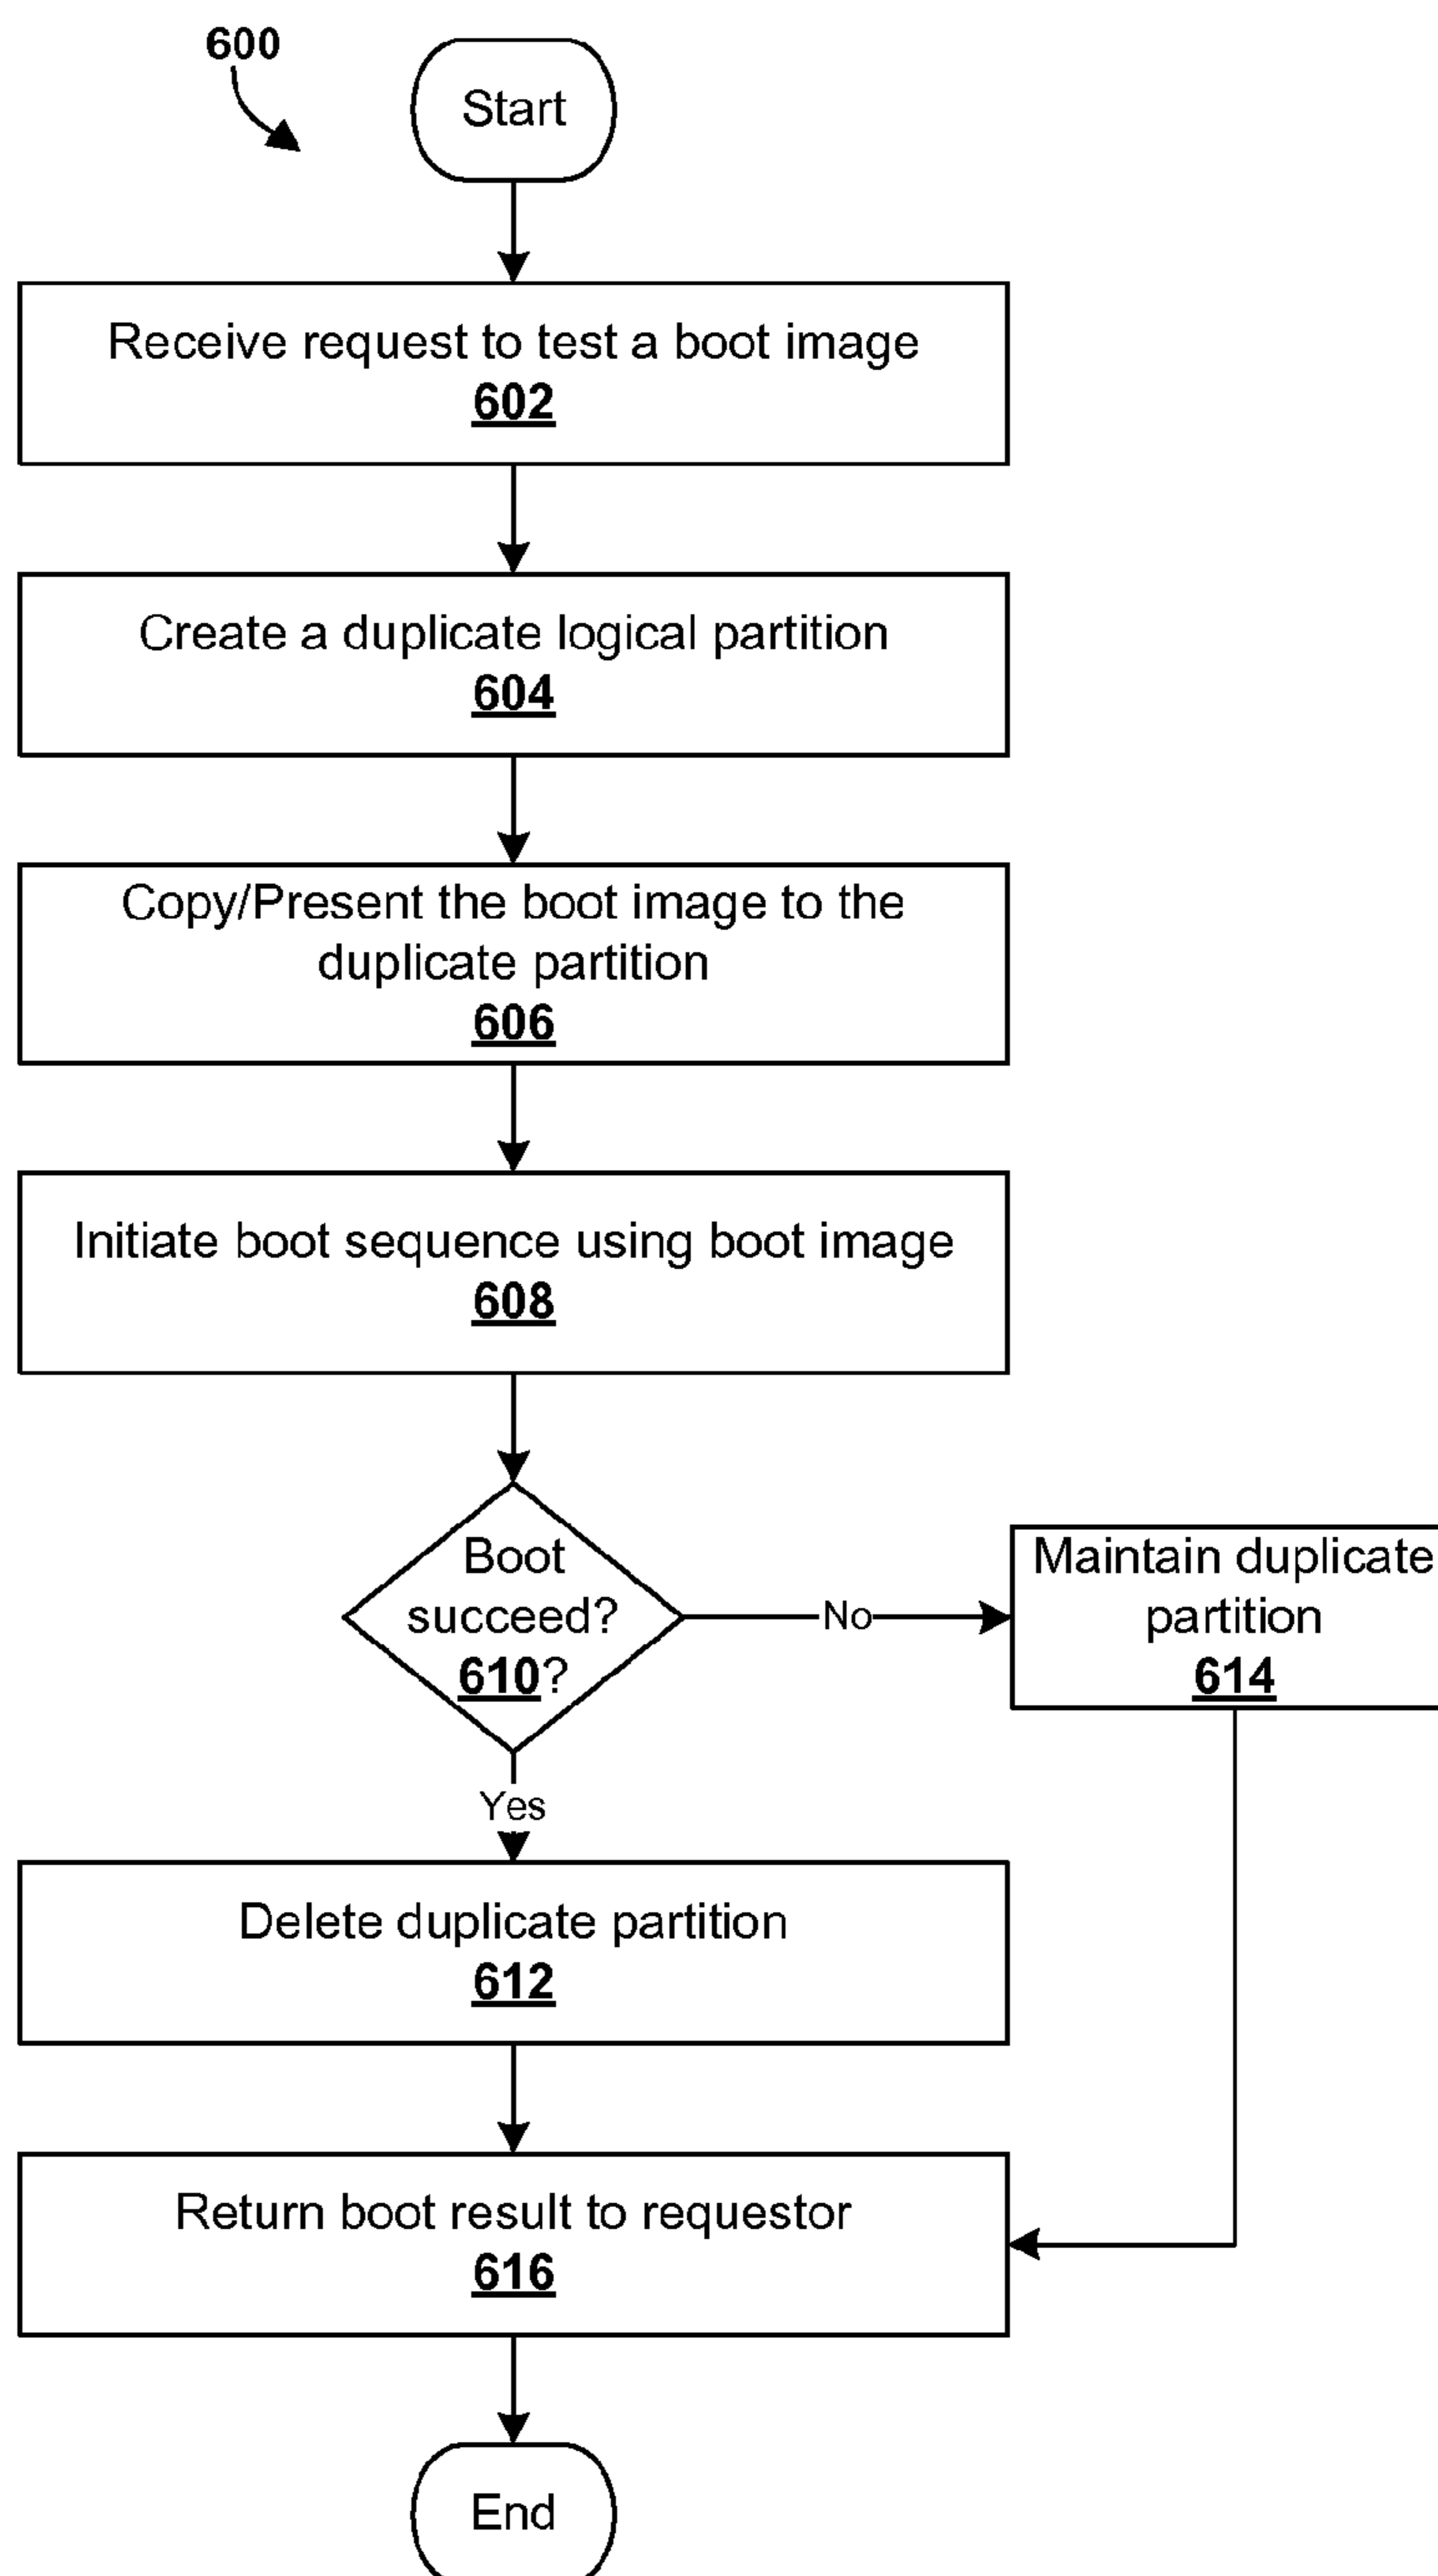 600
Start
Receive request to test a boot image
602
Create a duplicate logical partition
604
Copy/Present the boot image to the
duplicate partition
606
Initiate boot sequence using boot image
608
Boot
succeed?
610?
No
Maintain duplicate
partition
614
Yes
Delete duplicate partition
612
Return boot result to requestor
616
End